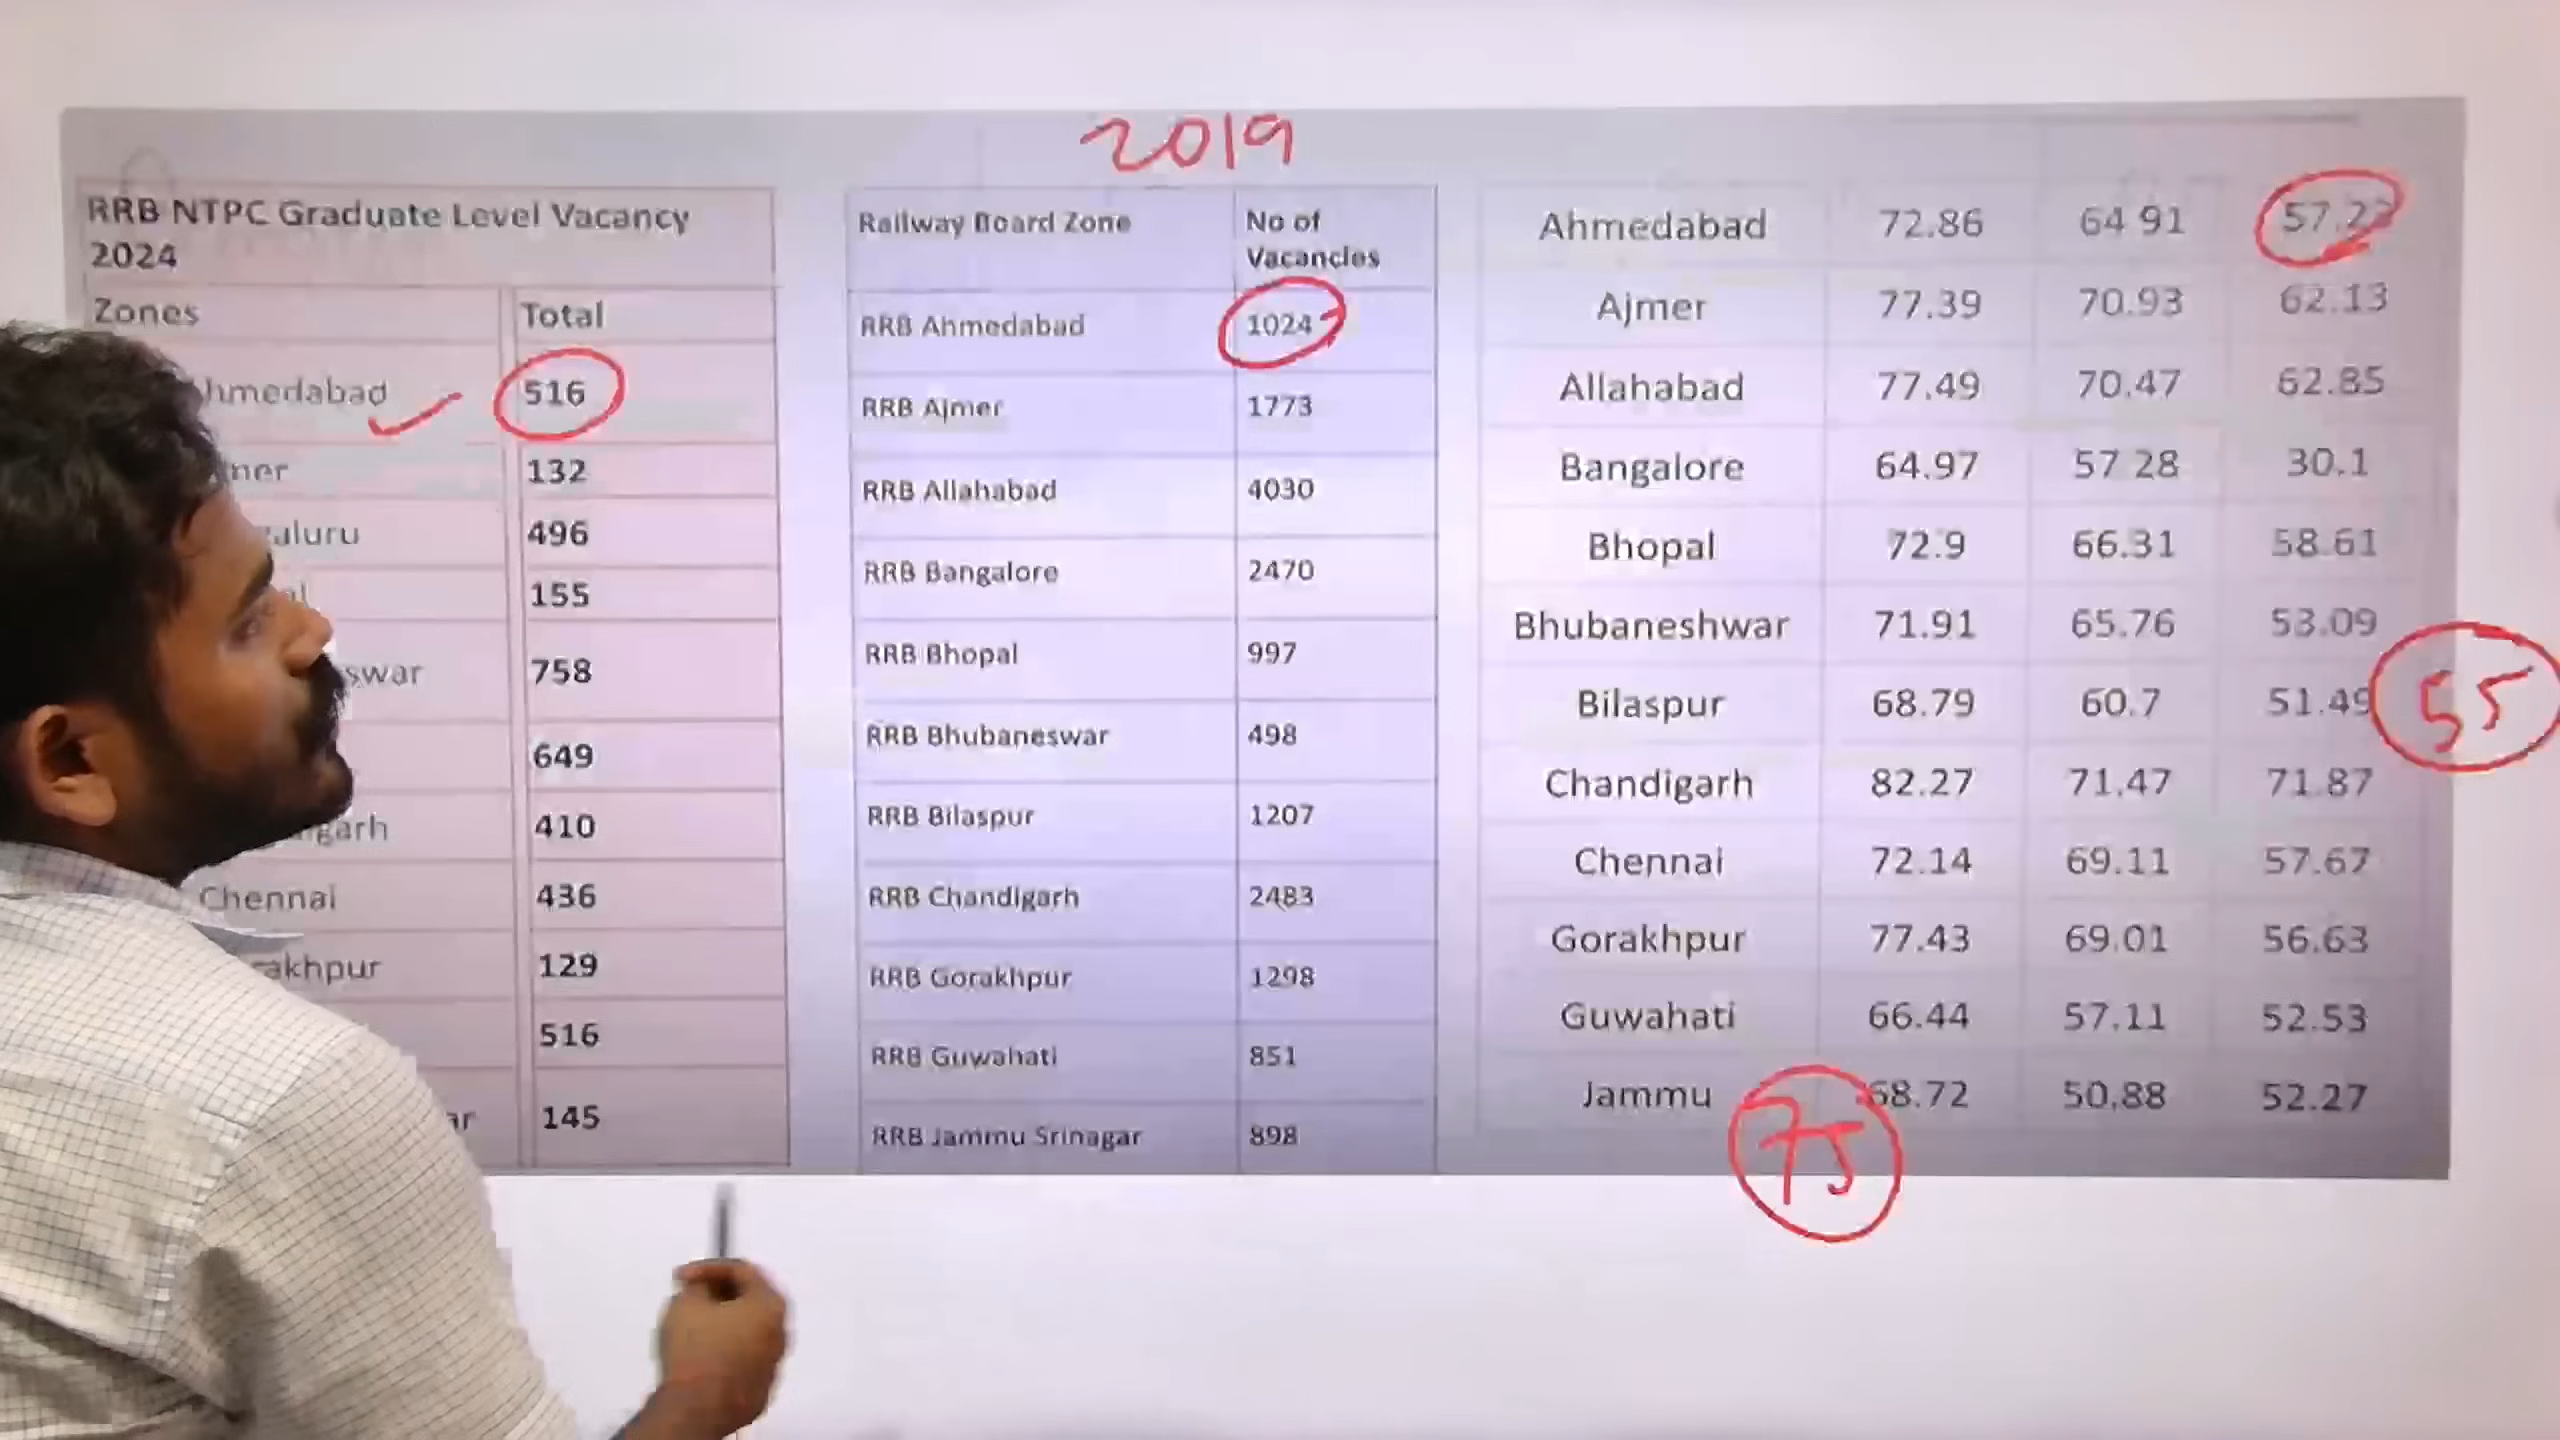 2019
RRB NTPC Graduate Level Vacancy
2024
Zones Total
hmedabad 516
132
aluru 496
155
swar 758
649
garh 410
Chennai 436
akhpur 129
516
ar 145
Railway Board Zone No of
Vacancies
RRB Ahmedabad 1024
RRB Ajmer 1773
RRB Allahabad 4030
RRB Bangalore 2470
RRB Bhopal 997
RRB Bhubaneswar 498
RRB Bilaspur 1207
RRB Chandigarh 2483
RRB Gorakhpur 1298
RRB Guwahati 851
RRB Jammu Srinagar 898
Ahmedabad 72.86 64 91
Ajmer 77.39 70.93 62.13
Allahabad 77.49 70.47 62.85
Bangalore 64.97 57 28 30.1
Bhopal 72.9 66.31 58.61
Bhubaneshwar 71.91 65.76 53.09
Bilaspur 68.79 60.7 51.49
55
Chandigarh 82.27 71.47 71.87
Chennai 72.14 69.11 57.67
Gorakhpur 77.43 69.01 56.63
Guwahati 66.44 57.11 52.53
Jammu 68.72 50.88 52.27
75